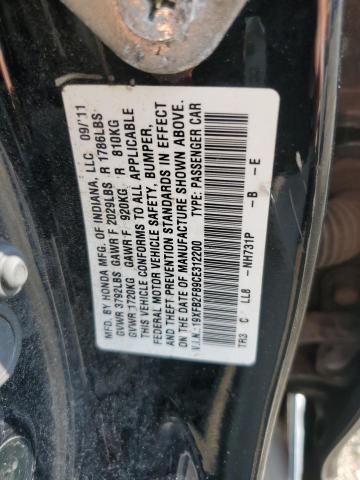 MFG. BY HONDA MFG. OF INDIANA, LLC 09/'11
GVWR 3792LBS GAWR F 2029LBS R 1786LBS
GVWR 1720KG GAWR F 920KG R 810KG
THIS VEHICLE CONFORMS TO ALL APPLICABLE
FEDERAL MOTOR VEHICLE SAFETY, BUMPER,
AND THEFT PREVENTION STANDARDS IN EFFECT
ON THE DATE OF MANUFACTURE SHOWN ABOVE.
V.I.N.:19XFB2F99CE312200 TYPE: PASSENGER CAR
TR3 C LL8 -NH731P -B -E